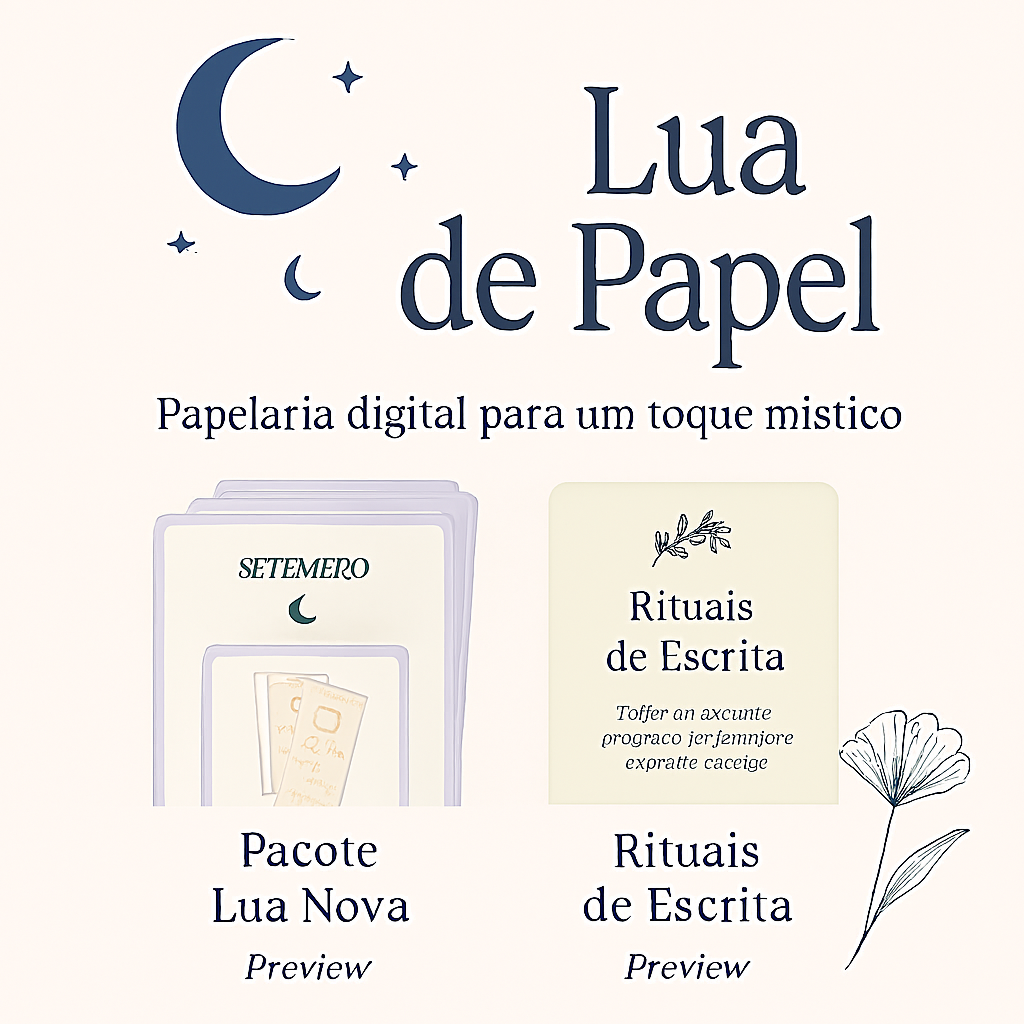 Lua
de Papel
Papelaria digital para um toque mistico
SETEMERO
Rituais
de Escrita
Toffer an axcunte
prograco jerfemnjore
expratte caceige
Pacote
Lua Nova
Preview
Rituais
de Escrita
Preview